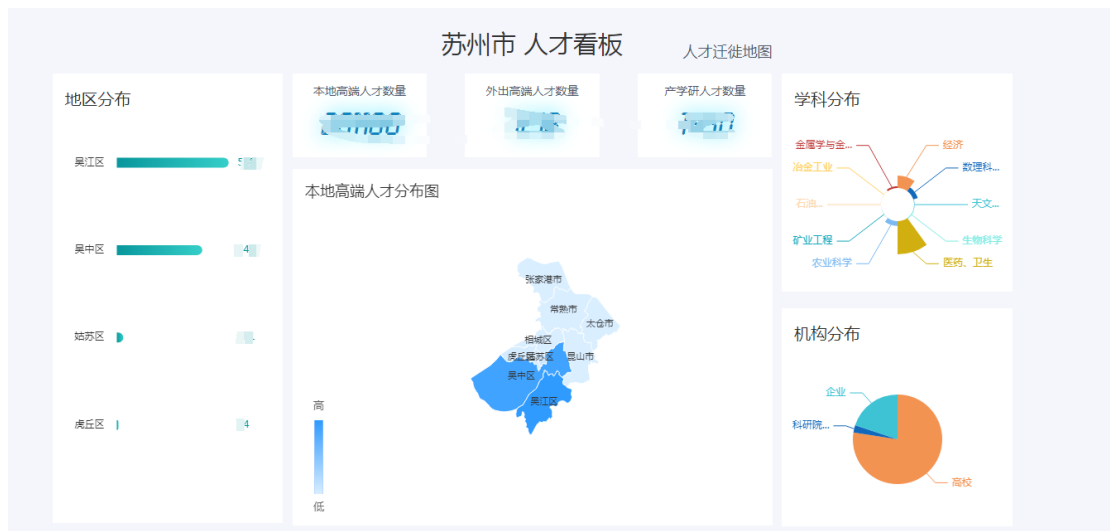 苏州市 人才看板
人才迁徙地图
地区分布
吴江区
吴中区
4
姑苏区
虎丘区
4
本地高端人才数量
外出高端人才数量
产学研人才数量
本地高端人才分布图
张家港市
常熟市
太仓市
相城区
虎丘区
姑苏区
昆山市
吴中区
吴江区
高
低
学科分布
金属学与金...
经济
冶金工业
数理科...
石油...
天文...
矿业工程
生物科学
农业科学
医药、卫生
机构分布
企业
科研院...
高校